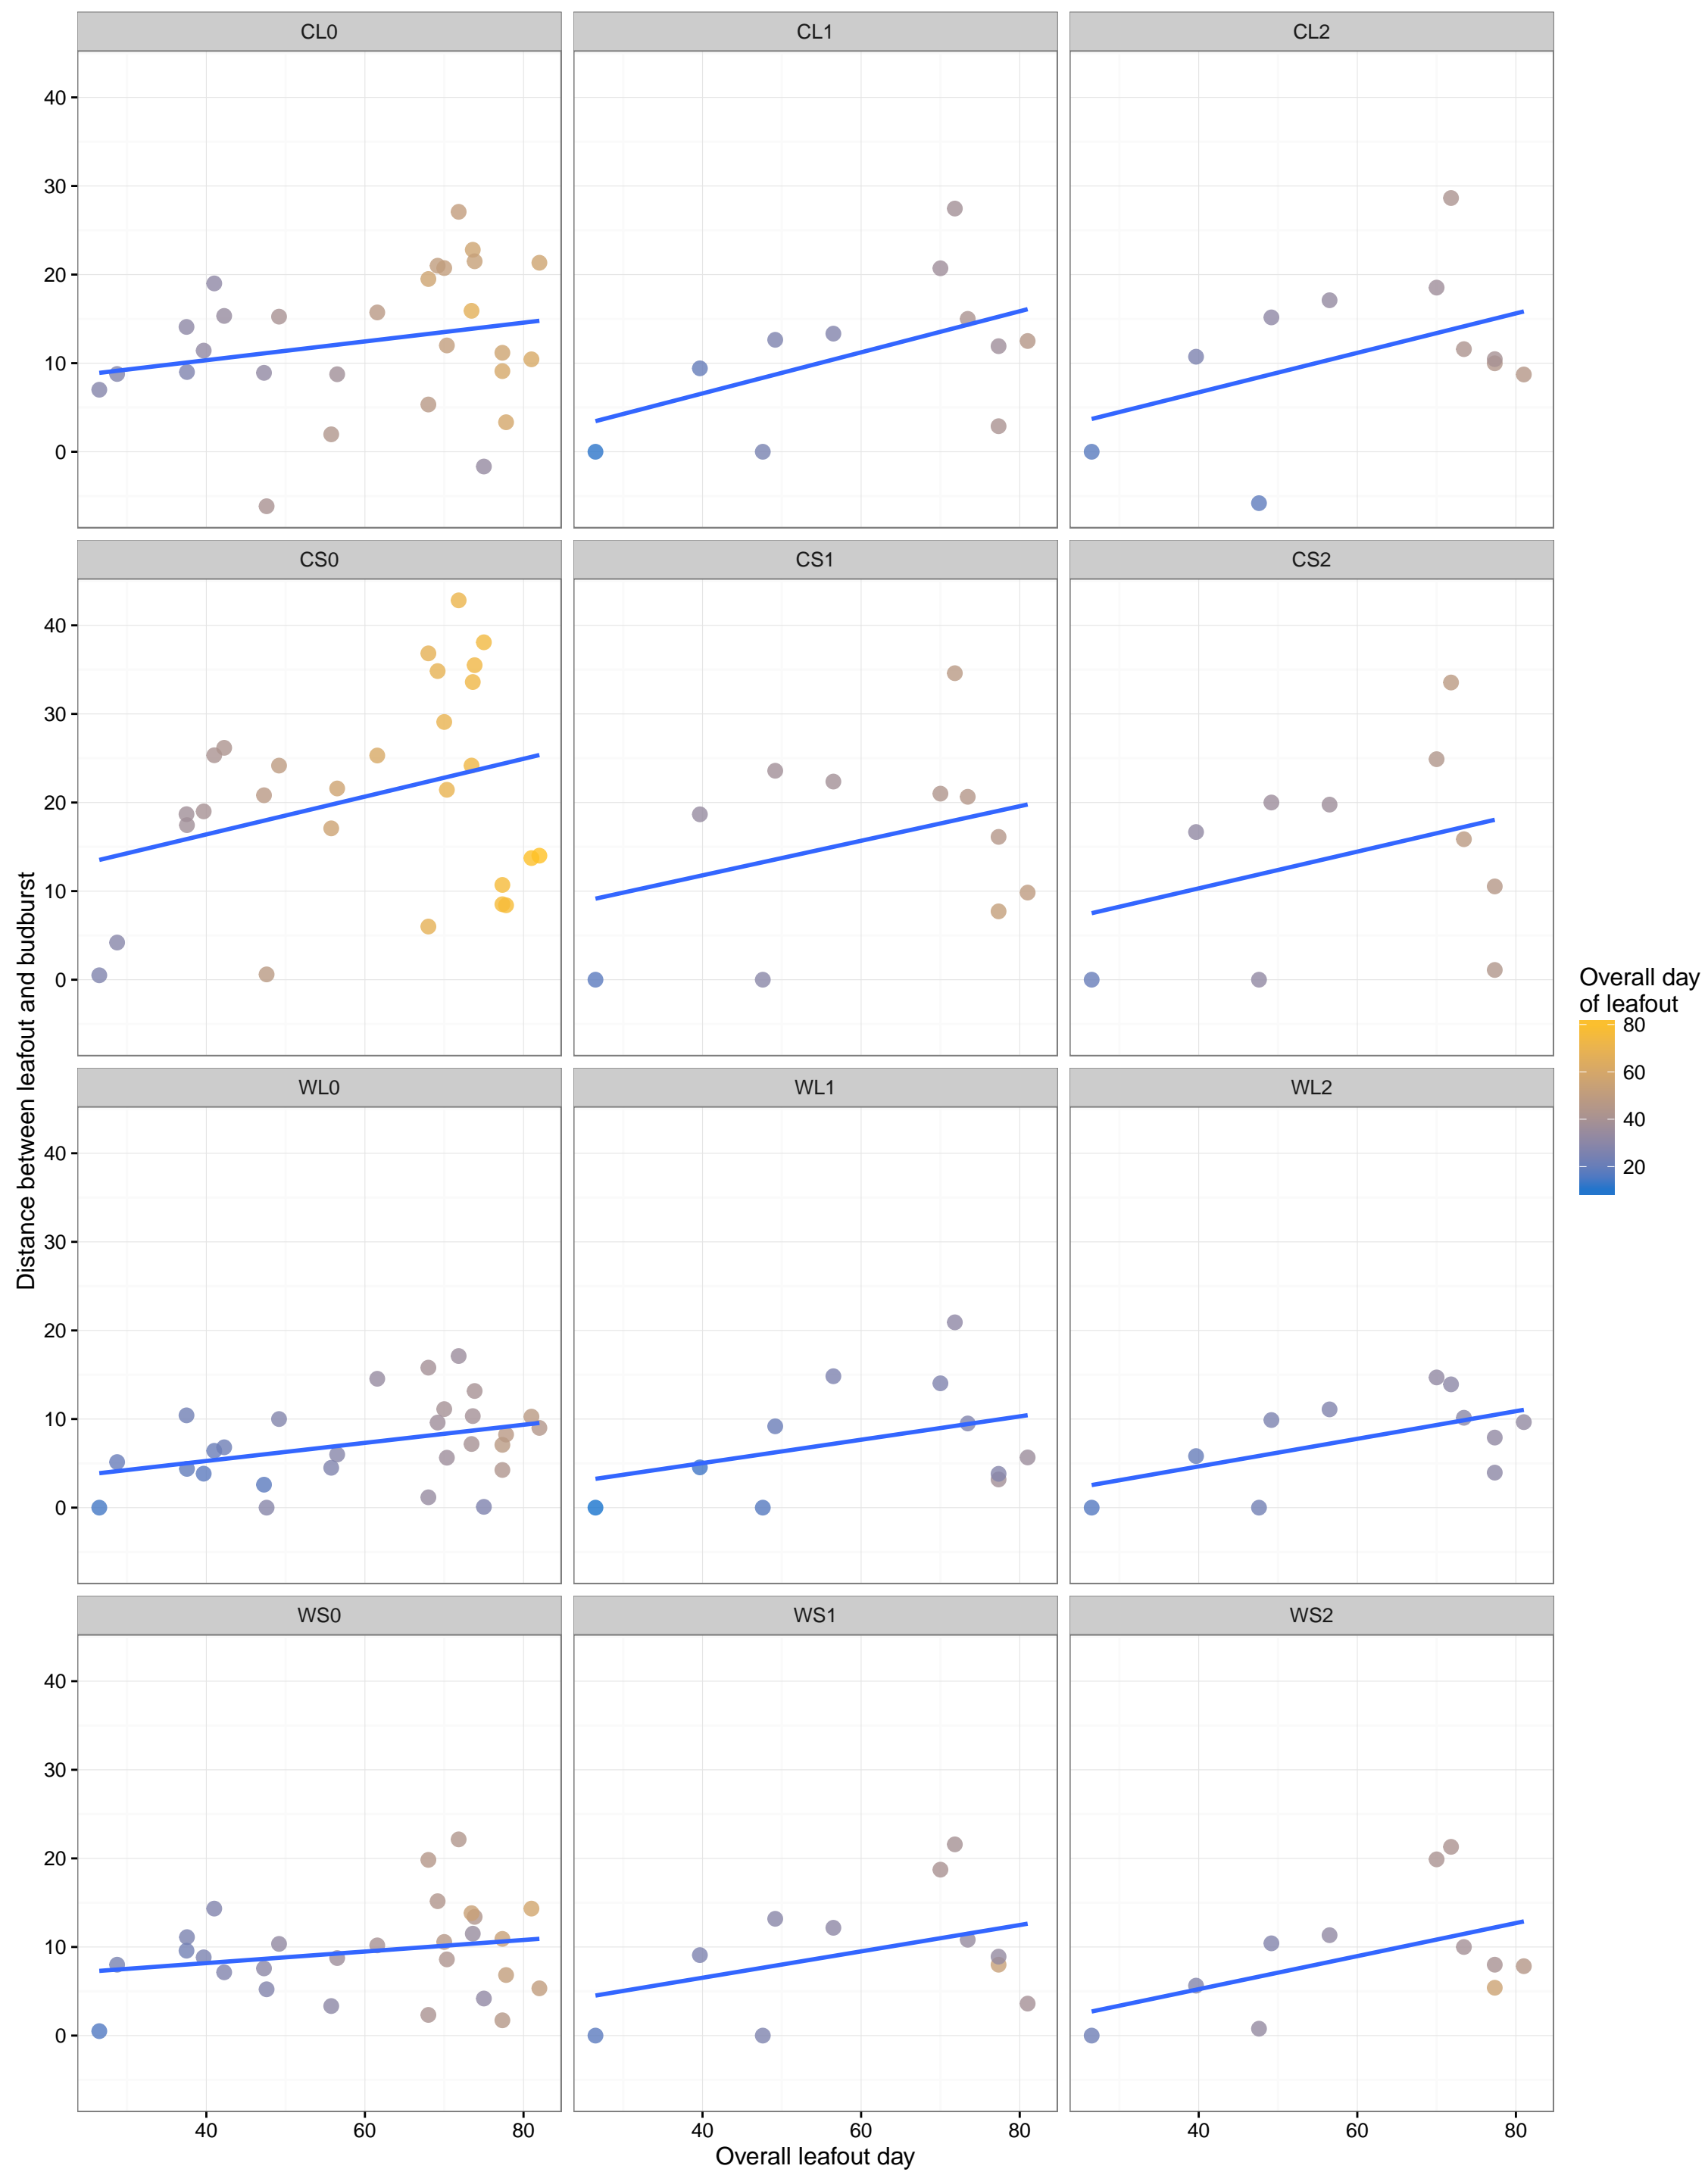 CL0 CL1 CL2
40
30
20
10
0
CS0 CS1 CS2
40
30
20
10
0
Distance between leafout and budburst
Overall day
of leafout
80
60
40
20
WL0 WL1 WL2
40
30
20
10
0
WS0 WS1 WS2
40
30
20
10
0
40 60 80 40 60 80 40 60 80
Overall leafout day